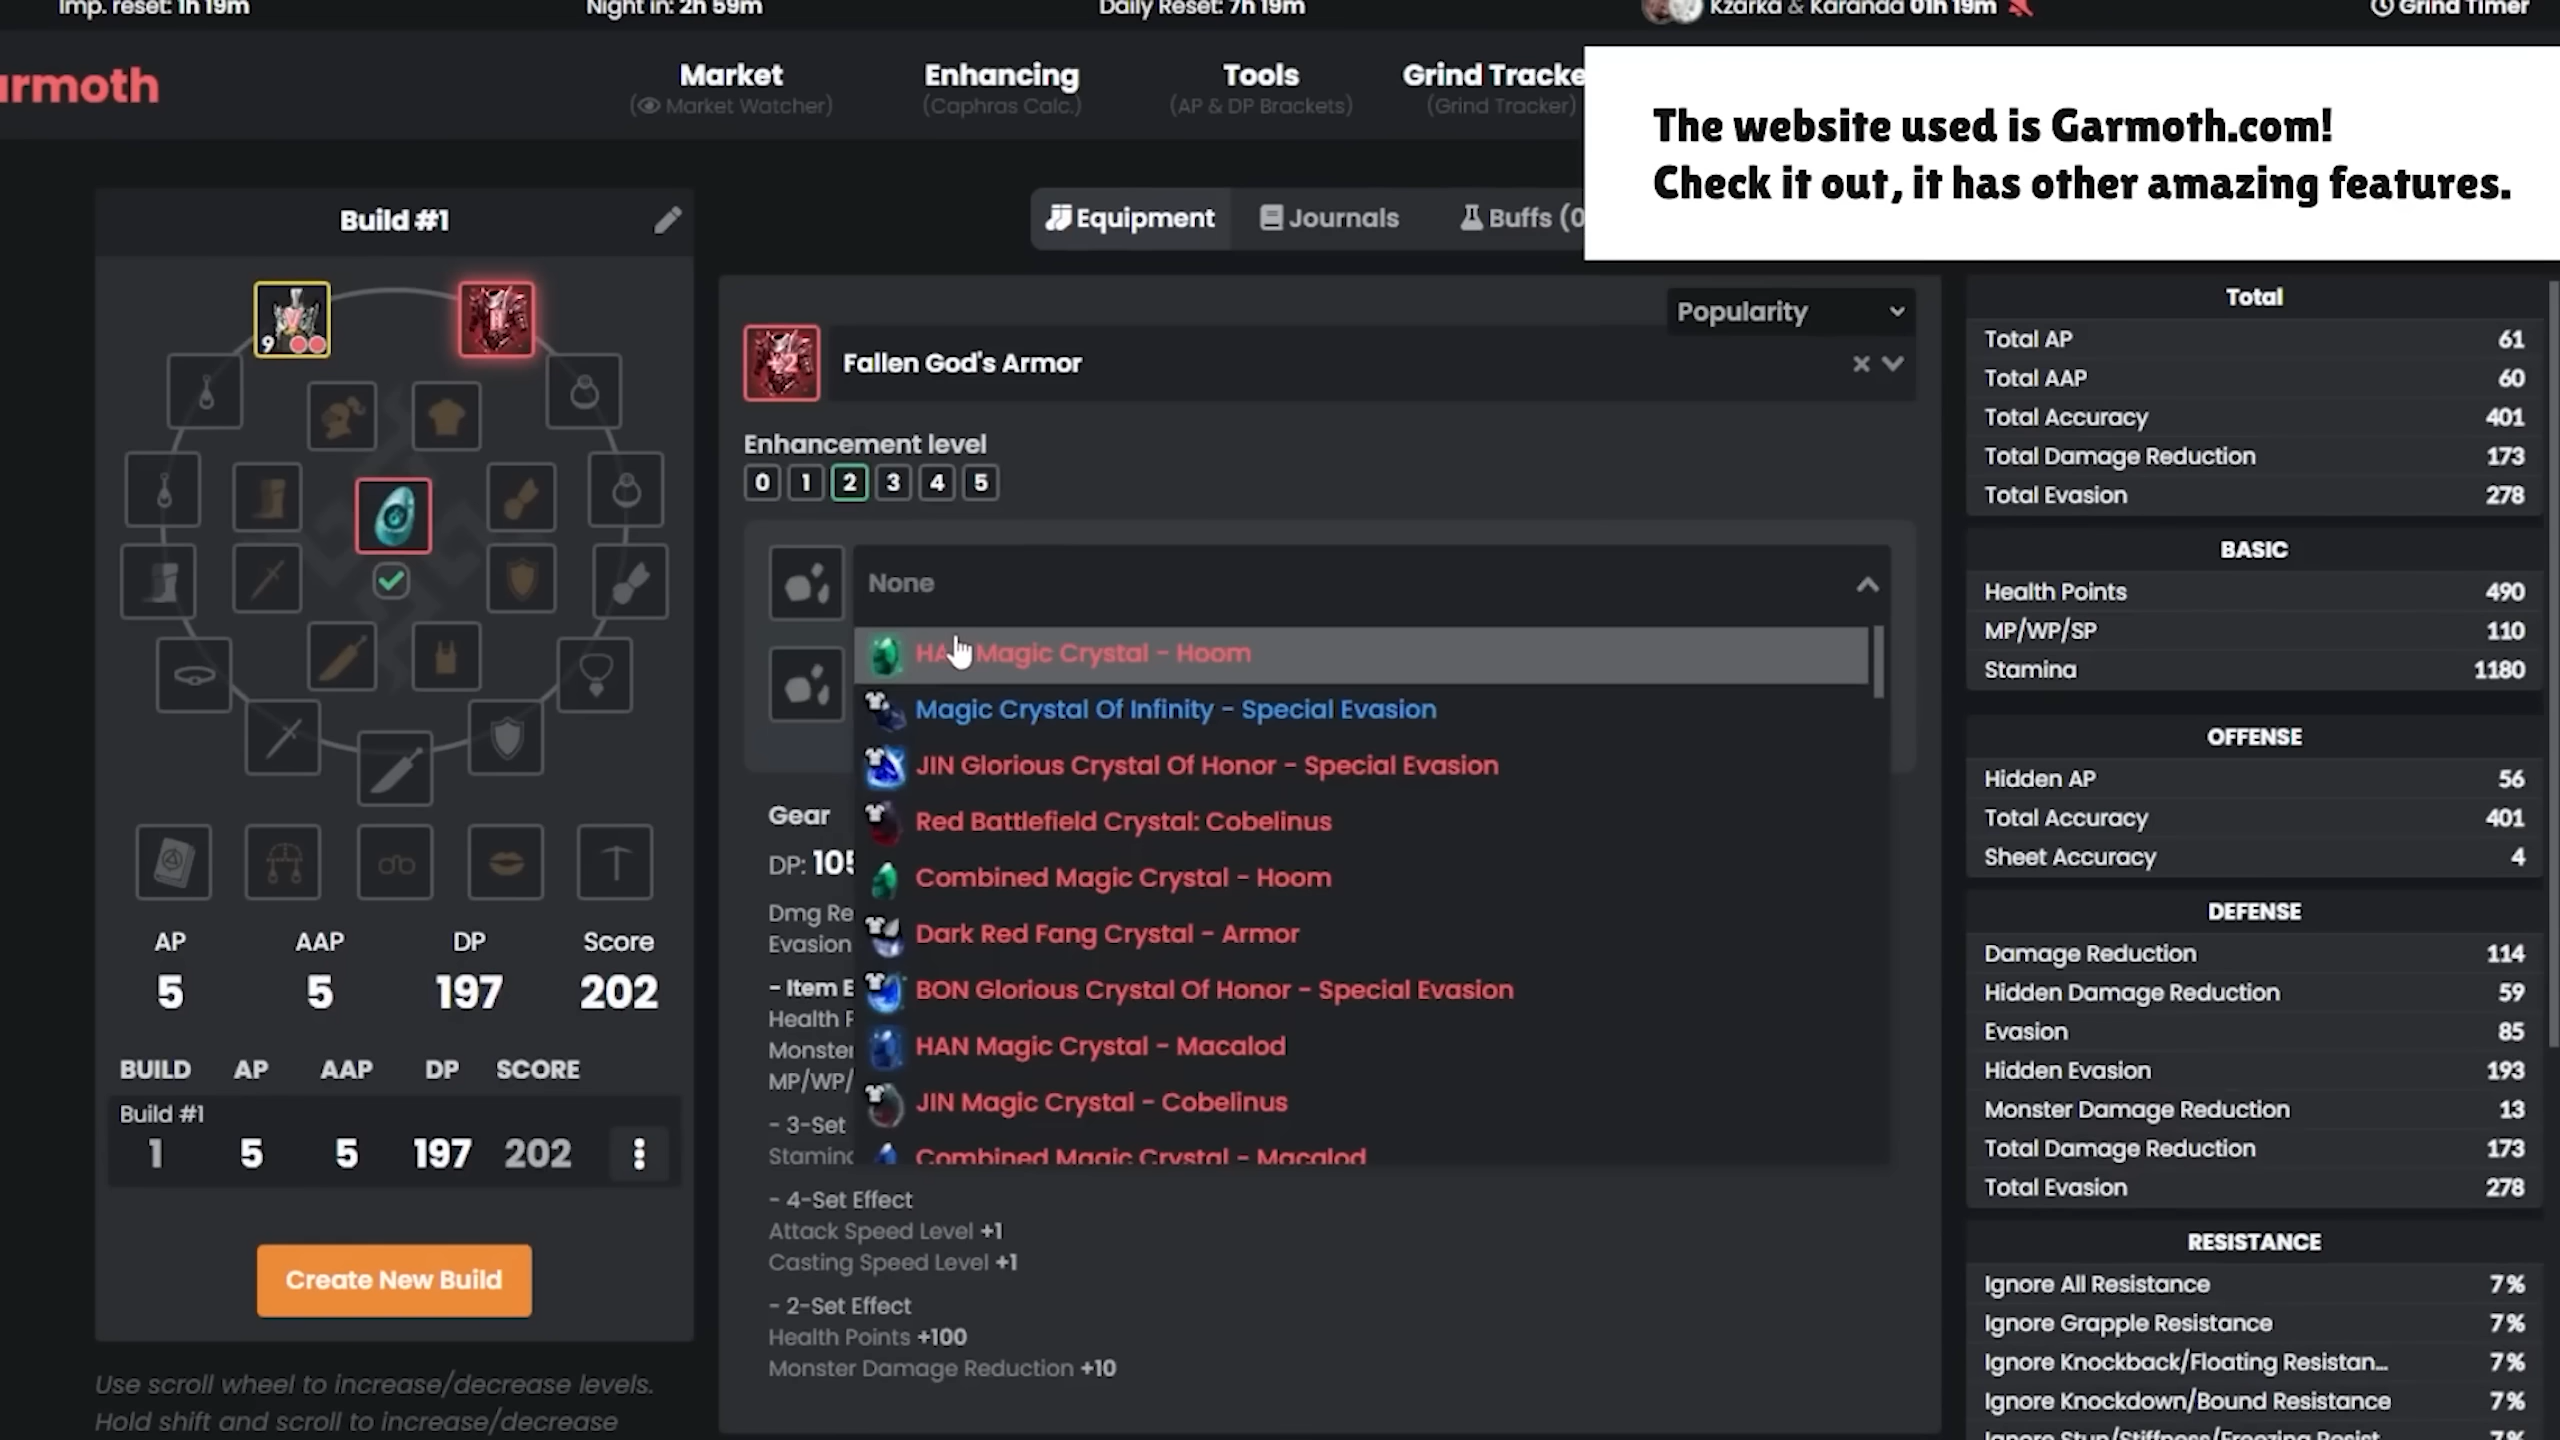 Imp. reset: 1h 19m
Night in: 2h 59m
Daily Reset: 7h 19m
Kzarka & Karanda 01h 19m
Grind Timer
armoth
Market
(Market Watcher)
Enhancing
(Caphras Calc.)
Tools
(AP & DP Brackets)
Grind Tracke
(Grind Tracker)
The website used is Garmoth.com!
Check it out, it has other amazing features.
Build #1
9
V
AP
AAP
DP
Score
5
5
197
202
BUILD AP AAP DP SCORE
Build #1
1 5 5 197 202
Create New Build
Use scroll wheel to increase/decrease levels.
Hold shift and scroll to increase/decrease
Equipment
Journals
Buffs (0
Popularity
+2
Fallen God's Armor
Enhancement level
0 1 2 3 4 5
None
HA Magic Crystal - Hoom
Magic Crystal Of Infinity - Special Evasion
JIN Glorious Crystal Of Honor - Special Evasion
Red Battlefield Crystal: Cobelinus
Combined Magic Crystal - Hoom
Dark Red Fang Crystal - Armor
BON Glorious Crystal Of Honor - Special Evasion
HAN Magic Crystal - Macalod
JIN Magic Crystal - Cobelinus
Combined Magic Crystal - Macalod
Gear
DP: 105
Dmg Re
Evasion
- Item E
Health P
Monster
MP/WP/
- 3-Set
Stamina
- 4-Set Effect
Attack Speed Level +1
Casting Speed Level +1
- 2-Set Effect
Health Points +100
Monster Damage Reduction +10
Total
Total AP 61
Total AAP 60
Total Accuracy 401
Total Damage Reduction 173
Total Evasion 278
BASIC
Health Points 490
MP/WP/SP 110
Stamina 1180
OFFENSE
Hidden AP 56
Total Accuracy 401
Sheet Accuracy 4
DEFENSE
Damage Reduction 114
Hidden Damage Reduction 59
Evasion 85
Hidden Evasion 193
Monster Damage Reduction 13
Total Damage Reduction 173
Total Evasion 278
RESISTANCE
Ignore All Resistance 7%
Ignore Grapple Resistance 7%
Ignore Knockback/Floating Resistan... 7%
Ignore Knockdown/Bound Resistance 7%
Ignore Stun/Stiffness/Freezing Resist 7%